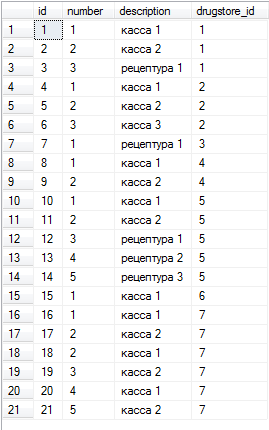 id number description drugstore_id
1 1 1 касса 1 1
2 2 2 касса 2 1
3 3 3 рецептура 1 1
4 4 1 касса 1 2
5 5 2 касса 2 2
6 6 3 касса 3 2
7 7 1 рецептура 1 3
8 8 1 касса 1 4
9 9 2 касса 2 4
10 10 1 касса 1 5
11 11 2 касса 2 5
12 12 3 рецептура 1 5
13 13 4 рецептура 2 5
14 14 5 рецептура 3 5
15 15 1 касса 1 6
16 16 1 касса 1 7
17 17 2 касса 2 7
18 18 2 касса 1 7
19 19 3 касса 2 7
20 20 4 касса 1 7
21 21 5 касса 2 7